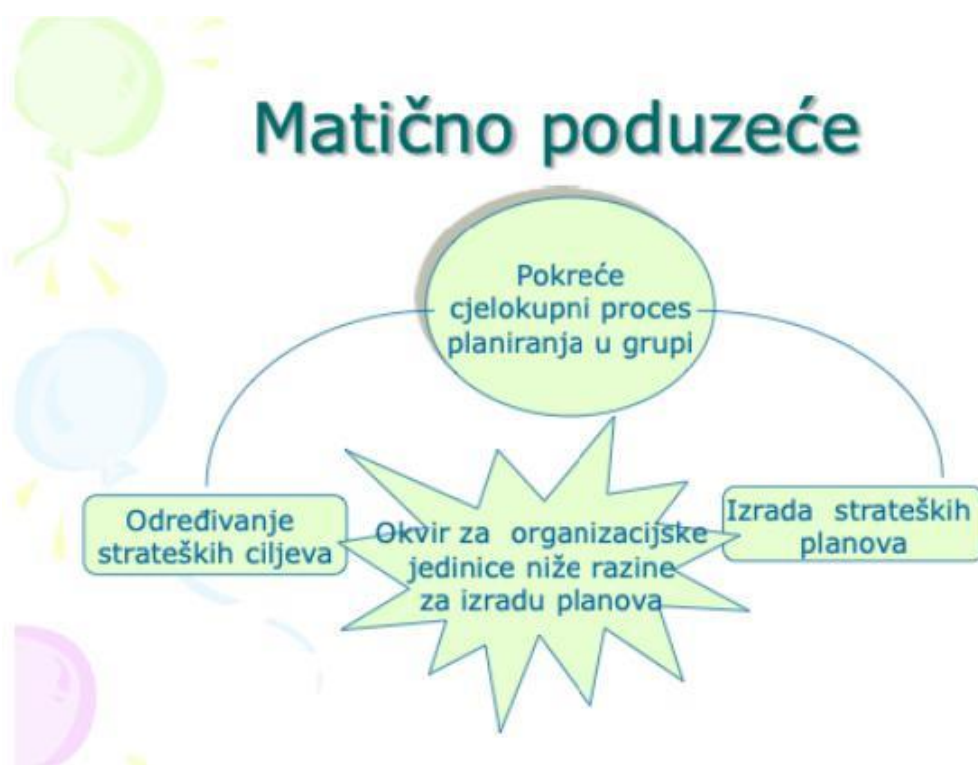 Matično poduzeće
Pokreće
cjelokupni proces
planiranja u grupi
Određivanje
strateških ciljeva
Okvir za organizacijske
jedinice niže razine
za izradu planova
Izrada strateških
planova